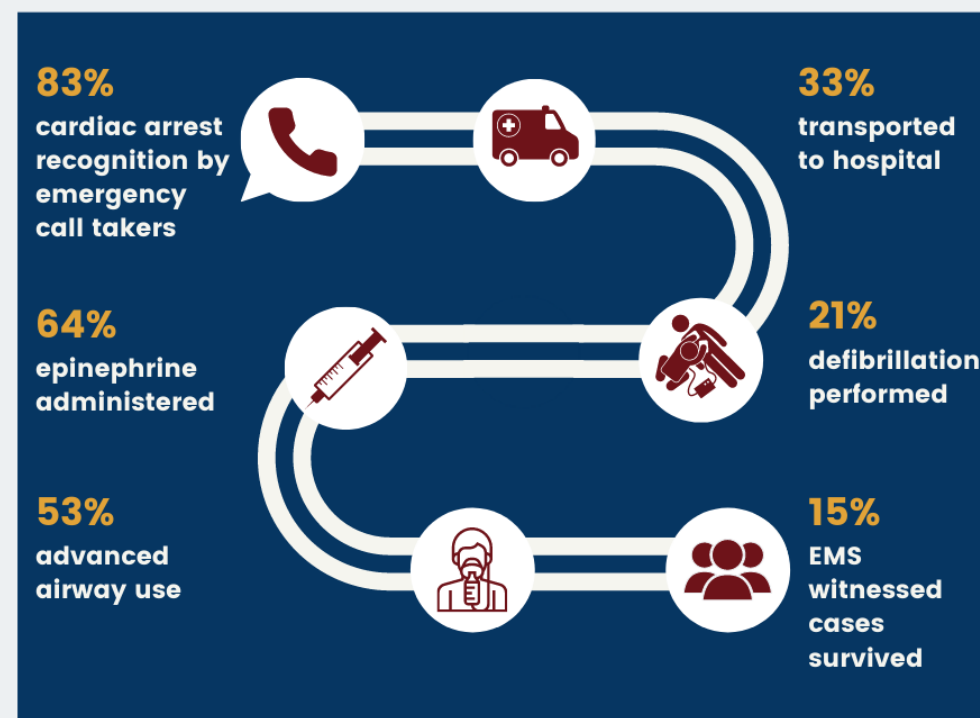 83%
cardiac arrest
recognition by
emergency
call takers
33%
transported
to hospital
64%
epinephrine
administered
21%
defibrillation
performed
53%
advanced
airway use
15%
EMS
witnessed
cases
survived